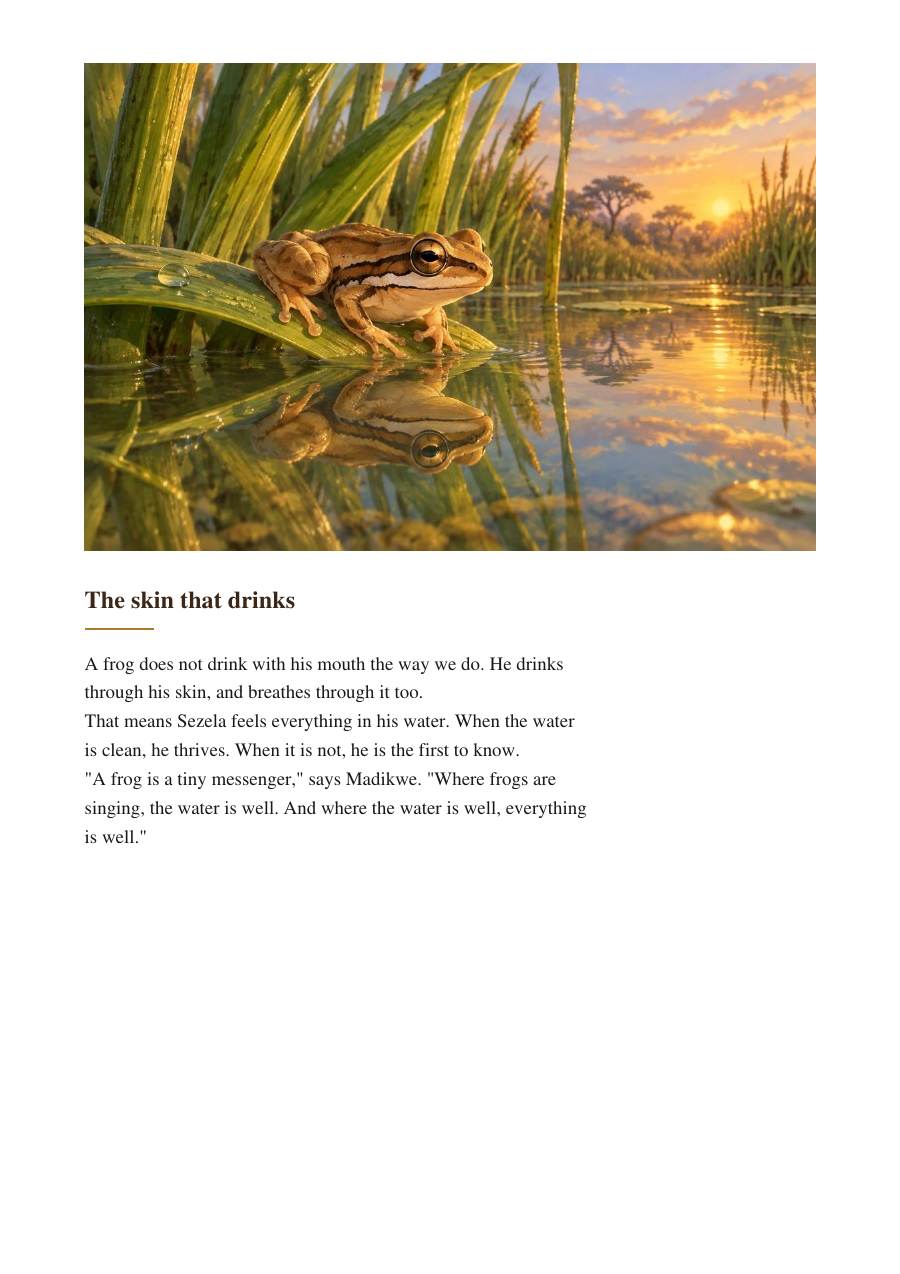 The skin that drinks
A frog does not drink with his mouth the way we do. He drinks
through his skin, and breathes through it too.
That means Sezela feels everything in his water. When the water
is clean, he thrives. When it is not, he is the first to know.
"A frog is a tiny messenger," says Madikwe. "Where frogs are
singing, the water is well. And where the water is well, everything
is well."